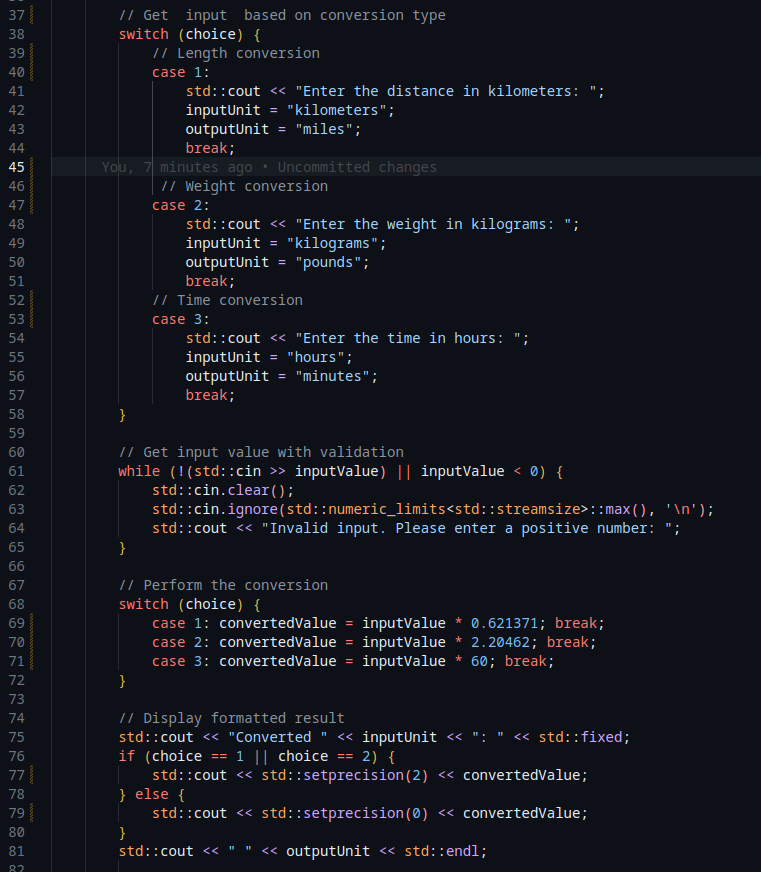 37 // Get  input  based on conversion type
38 switch (choice) {
39 // Length conversion
40 case 1:
41 std::cout << "Enter the distance in kilometers: ";
42 inputUnit = "kilometers";
43 outputUnit = "miles";
44 break;
45 You, 7 minutes ago • Uncommitted changes
46 // Weight conversion
47 case 2:
48 std::cout << "Enter the weight in kilograms: ";
49 inputUnit = "kilograms";
50 outputUnit = "pounds";
51 break;
52 // Time conversion
53 case 3:
54 std::cout << "Enter the time in hours: ";
55 inputUnit = "hours";
56 outputUnit = "minutes";
57 break;
58 }
59
60 // Get input value with validation
61 while (!(std::cin >> inputValue) || inputValue < 0) {
62 std::cin.clear();
63 std::cin.ignore(std::numeric_limits<std::streamsize>::max(), '\n');
64 std::cout << "Invalid input. Please enter a positive number: ";
65 }
66
67 // Perform the conversion
68 switch (choice) {
69 case 1: convertedValue = inputValue * 0.621371; break;
70 case 2: convertedValue = inputValue * 2.20462; break;
71 case 3: convertedValue = inputValue * 60; break;
72 }
73
74 // Display formatted result
75 std::cout << "Converted " << inputUnit << ": " << std::fixed;
76 if (choice == 1 || choice == 2) {
77 std::cout << std::setprecision(2) << convertedValue;
78 } else {
79 std::cout << std::setprecision(0) << convertedValue;
80 }
81 std::cout << " " << outputUnit << std::endl;
82